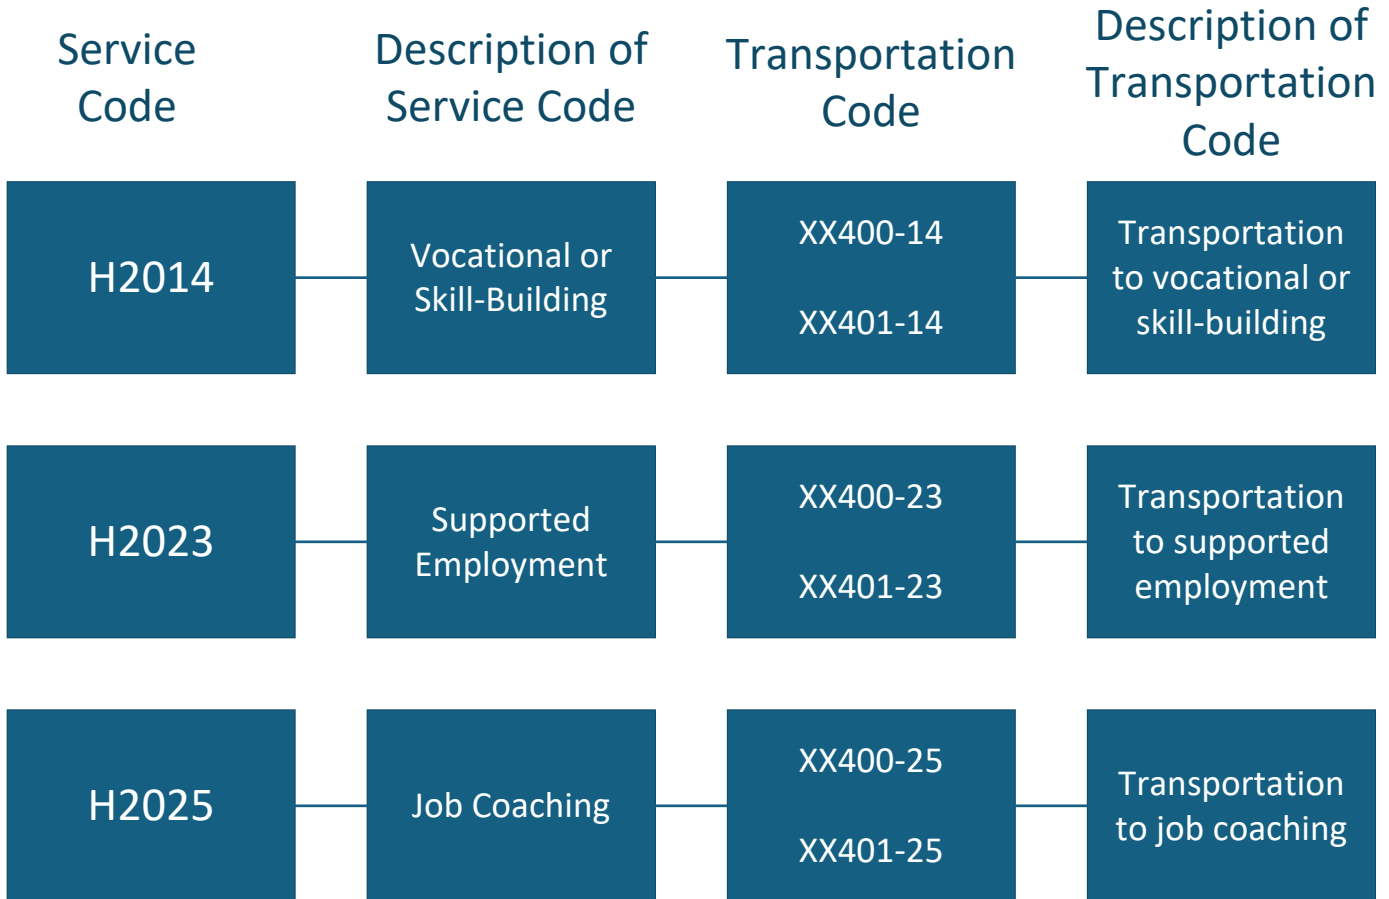 Service
Code
Description of
Service Code
Transportation
Code
Description of
Transportation
Code
H2014
Vocational or
Skill-Building
XX400-14
XX401-14
Transportation
to vocational or
skill-building
H2023
Supported
Employment
XX400-23
XX401-23
Transportation
to supported
employment
H2025
Job Coaching
XX400-25
XX401-25
Transportation
to job coaching